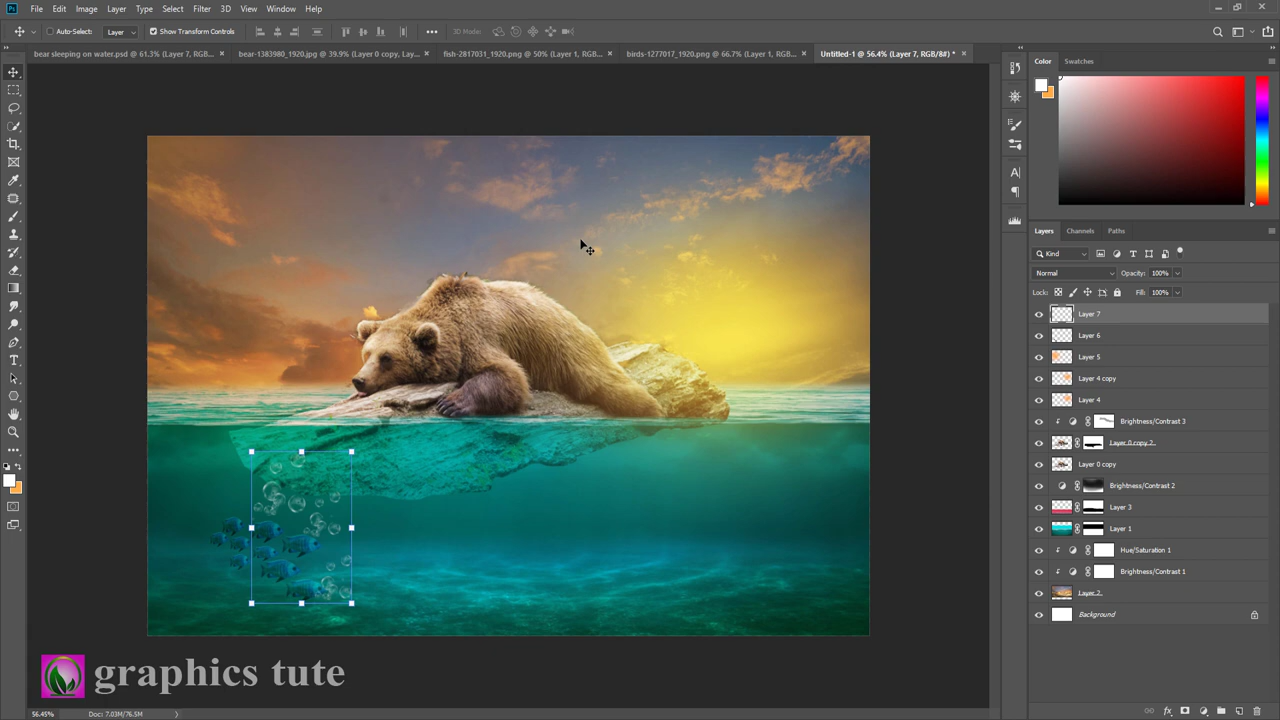 Ps File Edit Image Layer Type Select Filter 3D View Window Help
Auto-Select: Layer Show Transform Controls 3D Mode:
bear sleeping on water.psd @ 61.3% (Layer 7, RGB... × bear-1383980_1920.jpg @ 39.9% (Layer 0 copy, Lay... × fish-2817031_1920.png @ 50% (Layer 1, RGB... × birds-1277017_1920.png @ 66.7% (Layer 1, RGB... × Untitled-1 @ 56.4% (Layer 7, RGB/8#) * ×
Color Swatches
Layers Channels Paths
Kind
Normal Opacity: 100%
Lock: Fill: 100%
Layer 7
Layer 6
Layer 5
Layer 4 copy
Layer 4
Brightness/Contrast 3
Layer 0 copy 2
Layer 0 copy
Brightness/Contrast 2
Layer 3
Layer 1
Hue/Saturation 1
Brightness/Contrast 1
Layer 2
Background
graphics tute
56.45% Doc: 7.03M/76.5M
fx